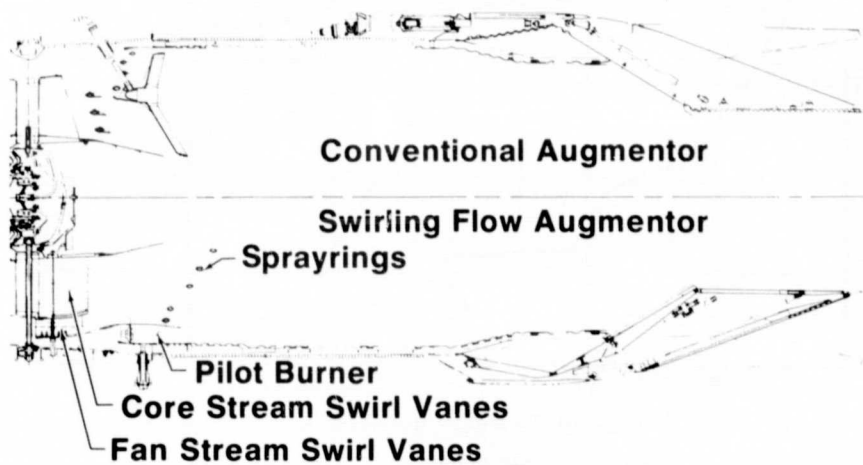 Conventional Augmentor
Swirling Flow Augmentor
Sprayrings
Pilot Burner
Core Stream Swirl Vanes
Fan Stream Swirl Vanes